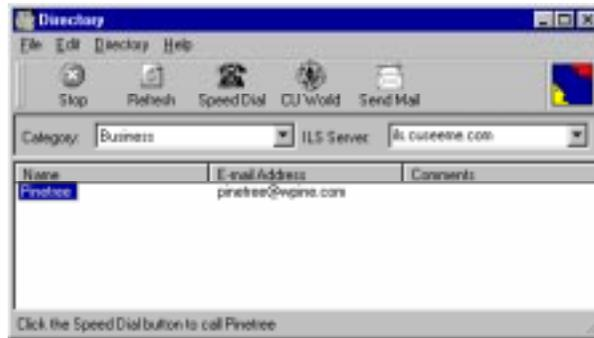 Directory
File Edit Directory Help
Stop Refresh Speed Dial CU World Send Mail
Category: Business ILS Server: ils.cuseeme.com
Name E-mail Address Comments
Pinetree pinetree@wpine.com
Click the Speed Dial button to call Pinetree